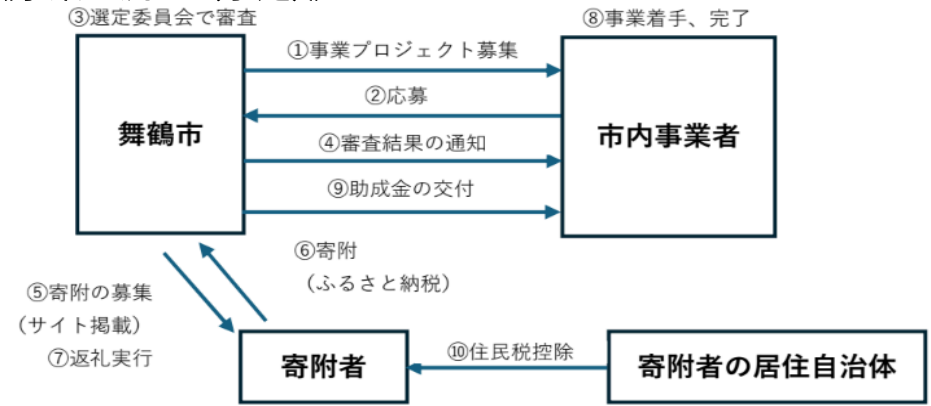 ③選定委員会で審査
⑧事業着手、完了
①事業プロジェクト募集
②応募
舞鶴市
市内事業者
④審査結果の通知
⑨助成金の交付
⑥寄附
(ふるさと納税)
⑤寄附の募集
(サイト掲載)
⑦返礼実行
⑩住民税控除
寄附者
寄附者の居住自治体